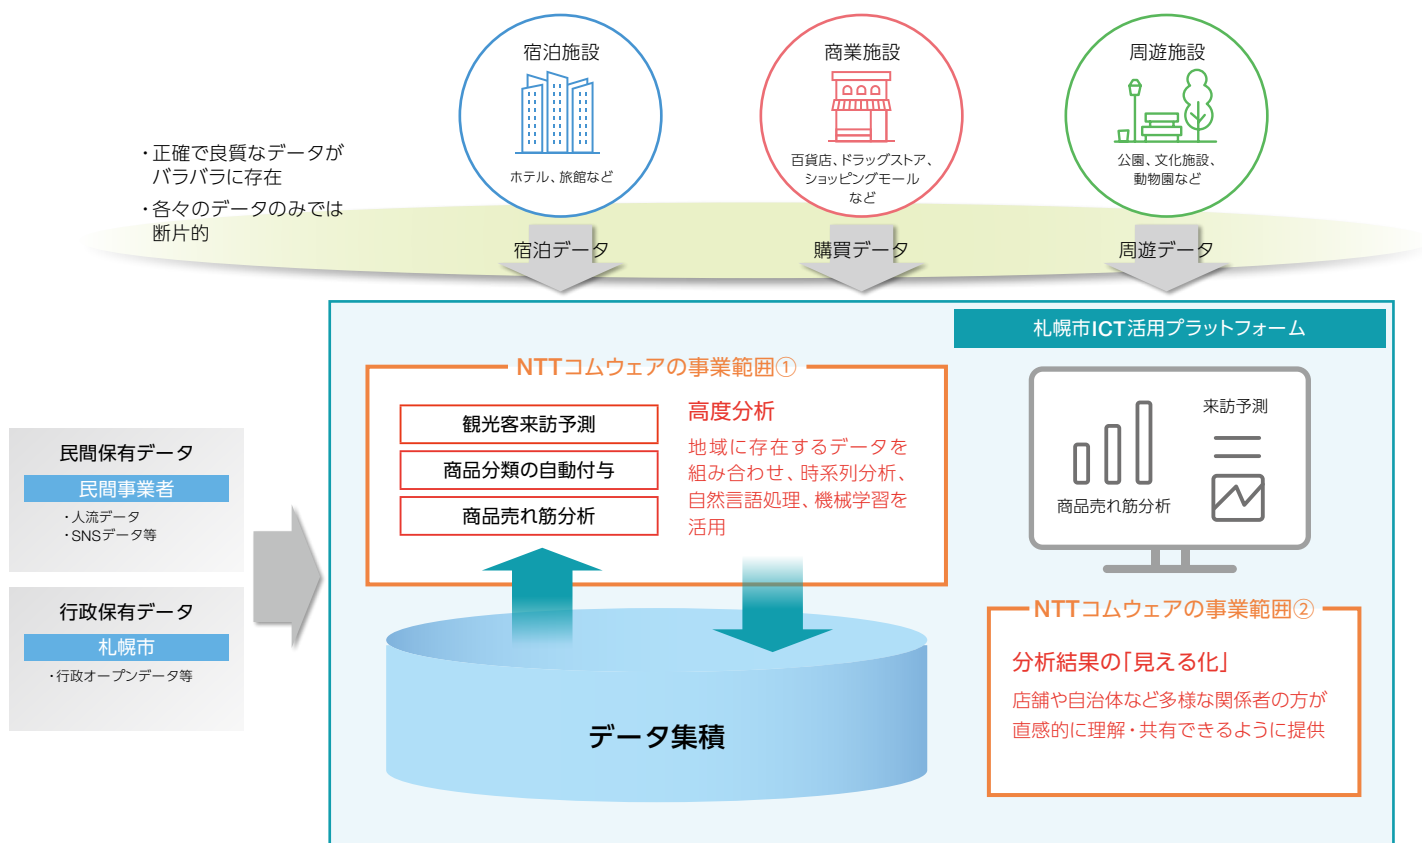 宿泊施設
ホテル、旅館など
商業施設
百貨店、ドラッグストア、
ショッピングモール
など
周遊施設
公園、文化施設、
動物園など
・正確で良質なデータが
バラバラに存在
・各々のデータのみでは
断片的
宿泊データ
購買データ
周遊データ
札幌市ICT活用プラットフォーム
NTTコムウェアの事業範囲①
観光客来訪予測
商品分類の自動付与
商品売れ筋分析
高度分析
地域に存在するデータを
組み合わせ、時系列分析、
自然言語処理、機械学習を
活用
来訪予測
商品売れ筋分析
民間保有データ
民間事業者
・人流データ
・SNSデータ等
行政保有データ
札幌市
・行政オープンデータ等
データ集積
NTTコムウェアの事業範囲②
分析結果の「見える化」
店舗や自治体など多様な関係者の方が
直感的に理解・共有できるように提供